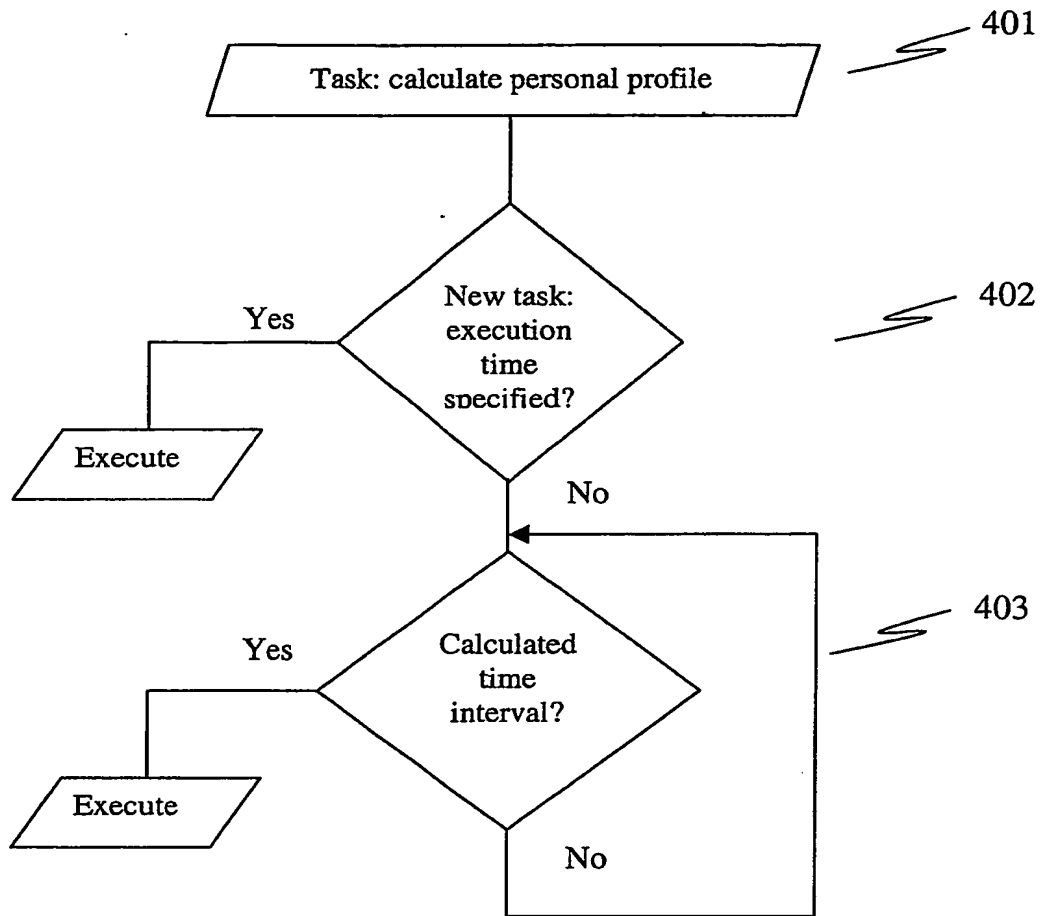 401
Task: calculate personal profile
402
New task:
execution
time
specified?
Yes
Execute
No
403
Calculated
time
interval?
Yes
Execute
No